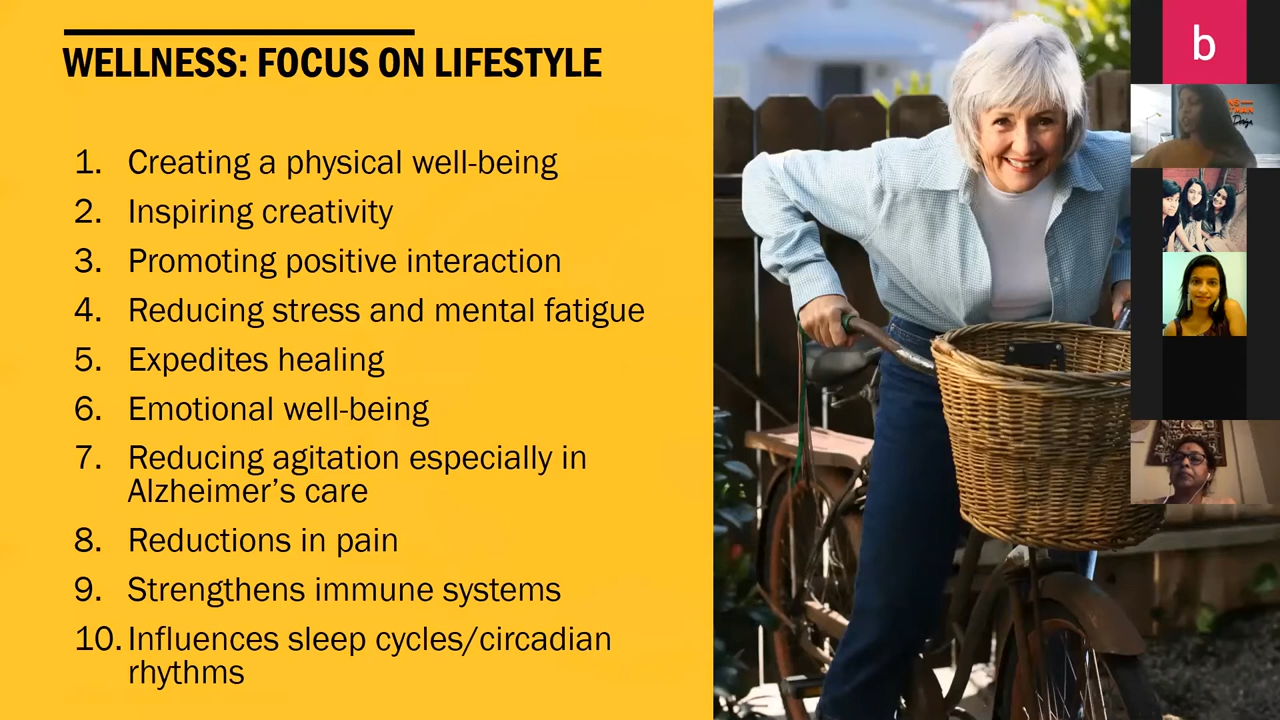 WELLNESS: FOCUS ON LIFESTYLE
1. Creating a physical well-being
2. Inspiring creativity
3. Promoting positive interaction
4. Reducing stress and mental fatigue
5. Expedites healing
6. Emotional well-being
7. Reducing agitation especially in
Alzheimer’s care
8. Reductions in pain
9. Strengthens immune systems
10. Influences sleep cycles/circadian
rhythms
b